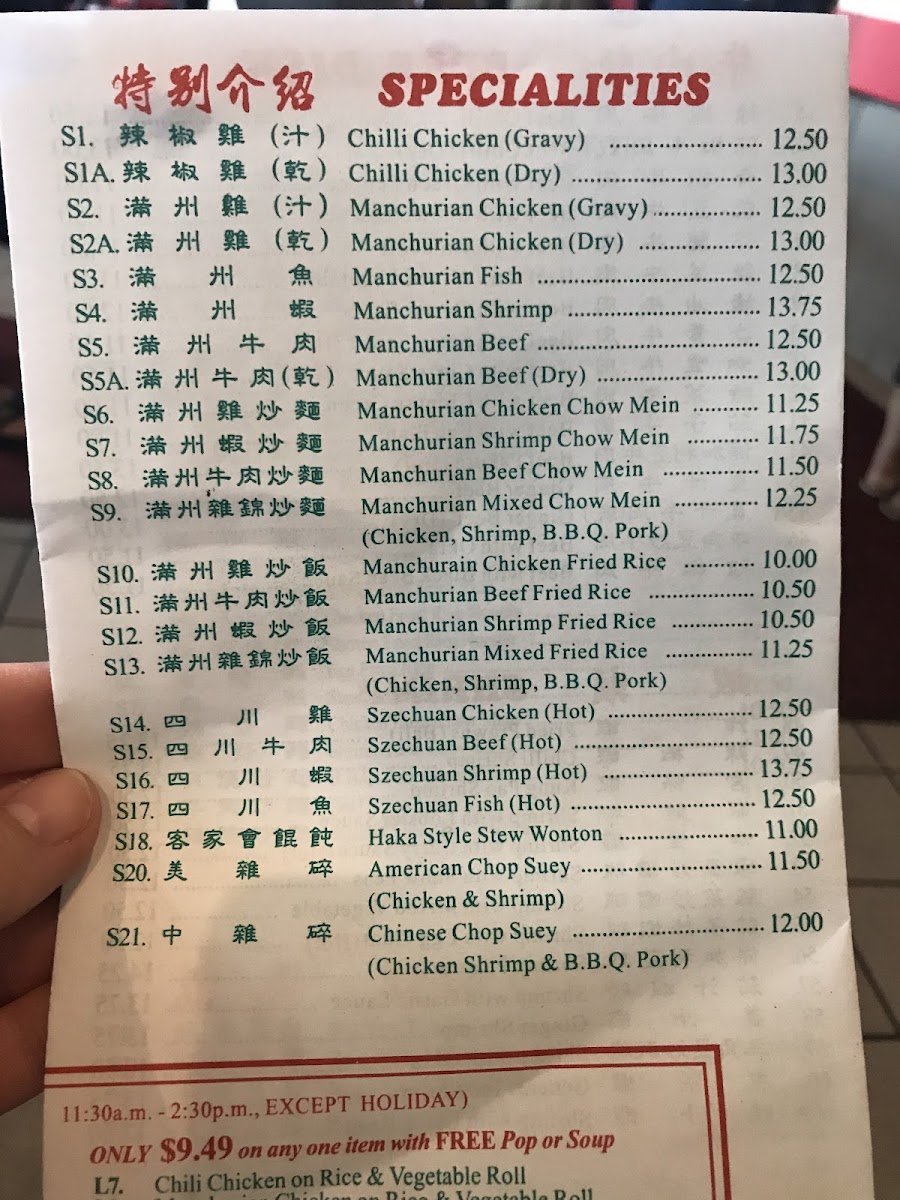 特别介绍 SPECIALITIES
S1. 辣椒雞(汁) Chilli Chicken (Gravy) ........................ 12.50
S1A. 辣椒雞(乾) Chilli Chicken (Dry) .............................. 13.00
S2. 滿州雞(汁) Manchurian Chicken (Gravy) ................. 12.50
S2A. 滿州雞(乾) Manchurian Chicken (Dry) ................... 13.00
S3. 滿州魚 Manchurian Fish .................................... 12.50
S4. 滿州蝦 Manchurian Shrimp ............................... 13.75
S5. 滿州牛肉 Manchurian Beef .................................... 12.50
S5A. 滿州牛肉(乾) Manchurian Beef (Dry) .......................... 13.00
S6. 滿州雞炒麵 Manchurian Chicken Chow Mein ........... 11.25
S7. 滿州蝦炒麵 Manchurian Shrimp Chow Mein ............ 11.75
S8. 滿州牛肉炒麵 Manchurian Beef Chow Mein ................ 11.50
S9. 滿州雜錦炒麵 Manchurian Mixed Chow Mein .............. 12.25
(Chicken, Shrimp, B.B.Q. Pork)
S10. 滿州雞炒飯 Manchurain Chicken Fried Rice ............ 10.00
S11. 滿州牛肉炒飯 Manchurian Beef Fried Rice .................. 10.50
S12. 滿州蝦炒飯 Manchurian Shrimp Fried Rice .............. 10.50
S13. 滿州雜錦炒飯 Manchurian Mixed Fried Rice ............... 11.25
(Chicken, Shrimp, B.B.Q. Pork)
S14. 四川雞 Szechuan Chicken (Hot) ......................... 12.50
S15. 四川牛肉 Szechuan Beef (Hot) ............................... 12.50
S16. 四川蝦 Szechuan Shrimp (Hot) ......................... 13.75
S17. 四川魚 Szechuan Fish (Hot) ............................... 12.50
S18. 客家會餛飩 Haka Style Stew Wonton ........................ 11.00
S20. 美雜碎 American Chop Suey ............................... 11.50
(Chicken & Shrimp)
S21. 中雜碎 Chinese Chop Suey ................................. 12.00
(Chicken Shrimp & B.B.Q. Pork)
11:30a.m. - 2:30p.m., EXCEPT HOLIDAY)
ONLY $9.49 on any one item with FREE Pop or Soup
L7. Chili Chicken on Rice & Vegetable Roll
Chicken on Rice & Vegetable Roll